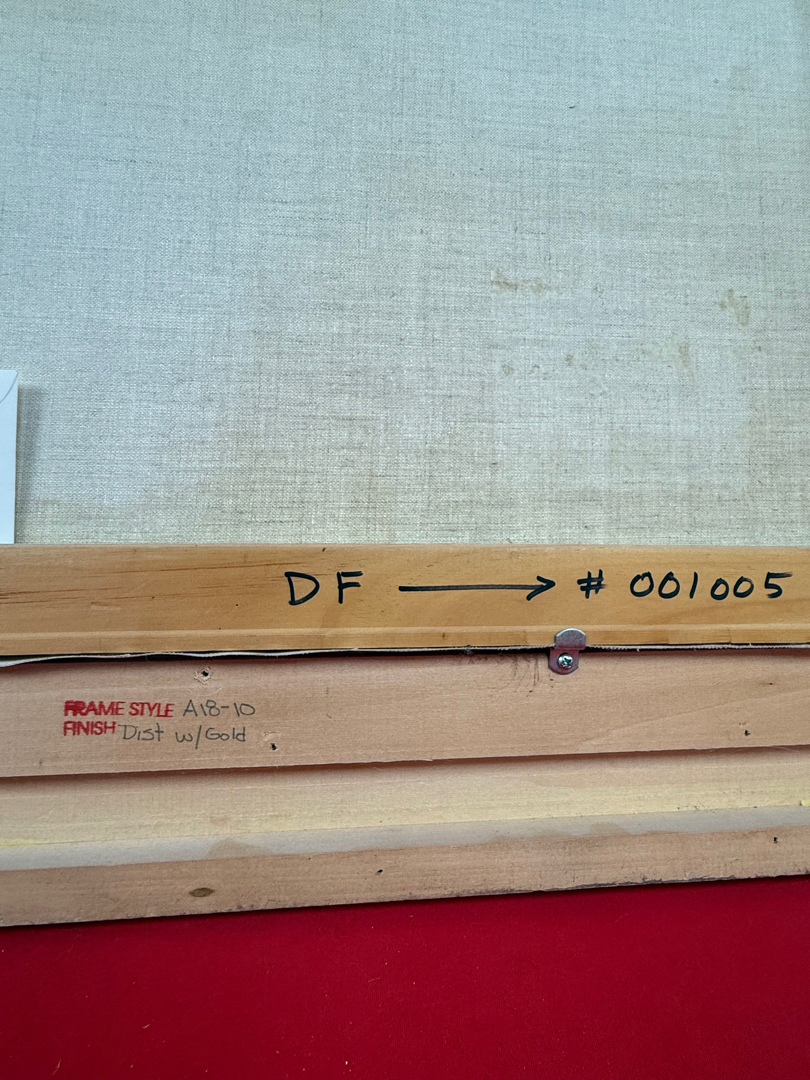 DF → # 001005
FRAME STYLE A18-10
FINISH Dist w/Gold